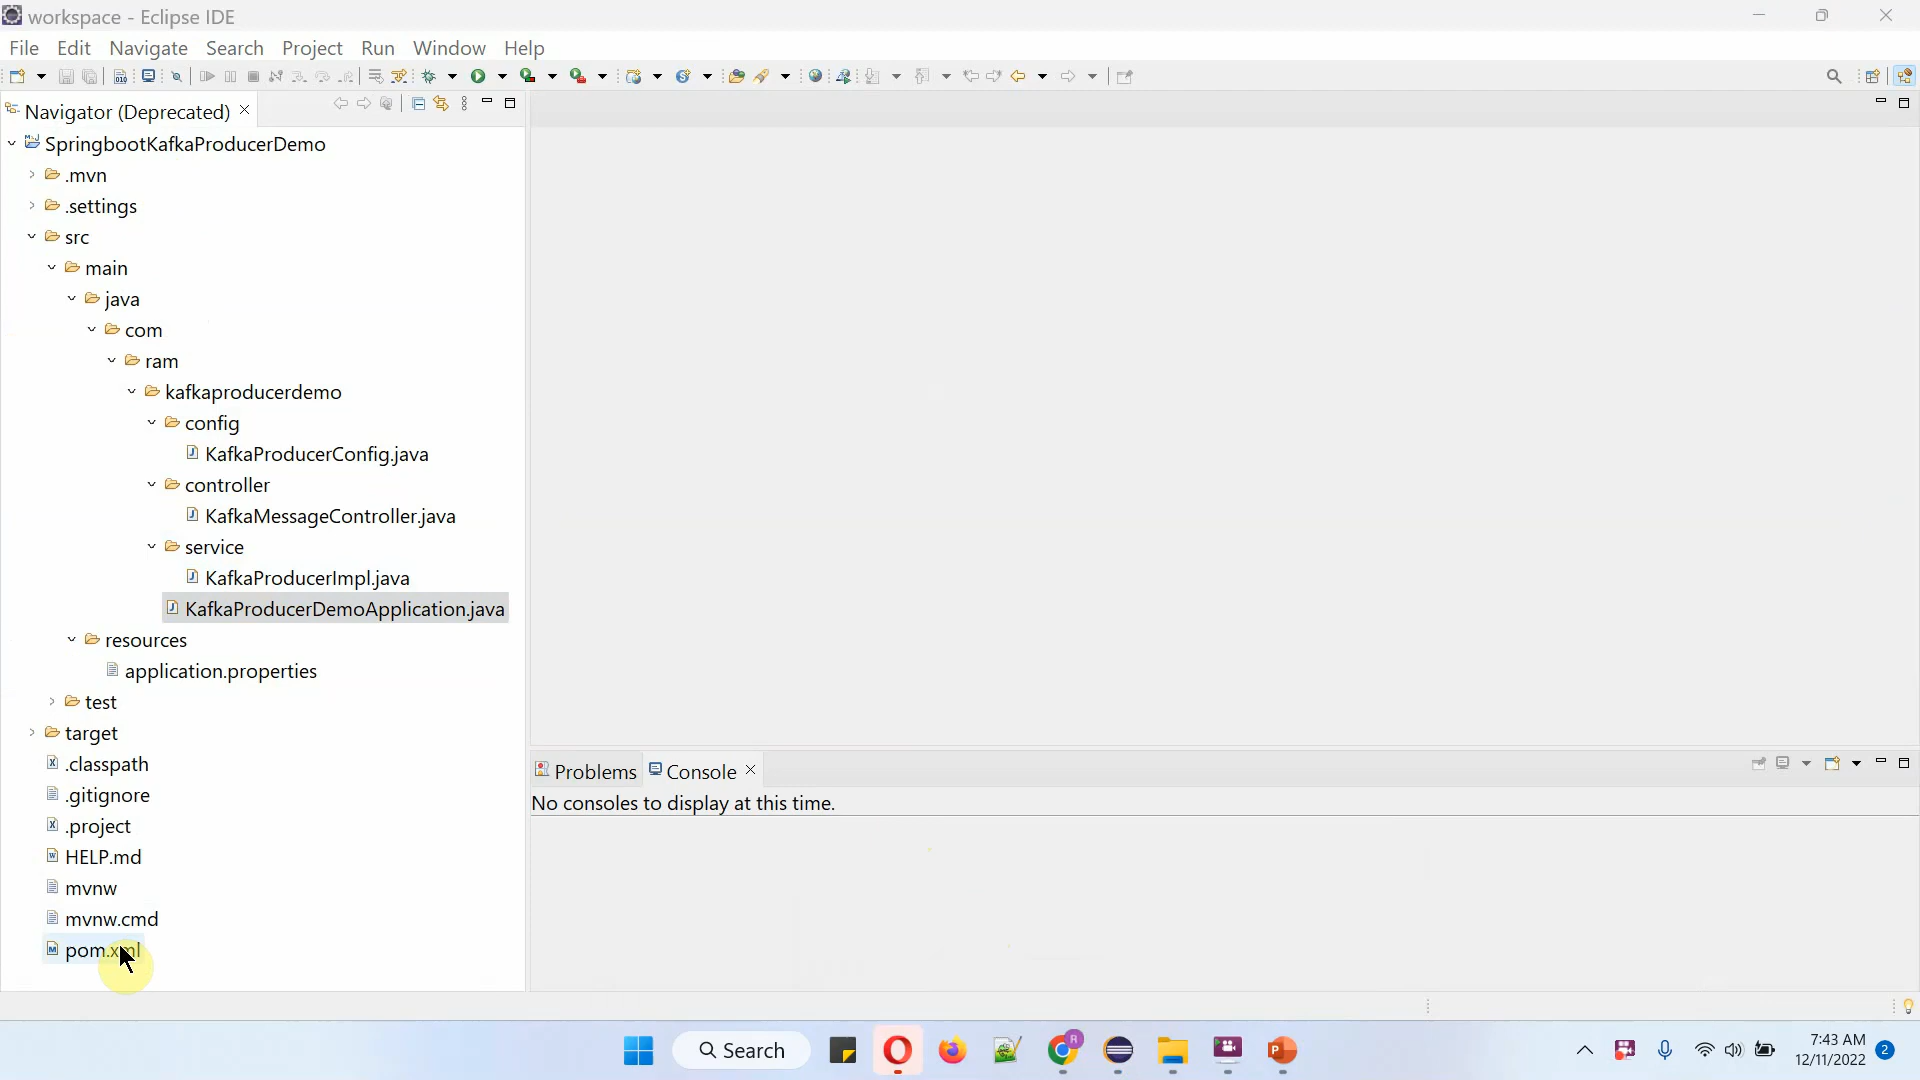 workspace - Eclipse IDE
File Edit Navigate Search Project Run Window Help
Navigator (Deprecated)
SpringbootKafkaProducerDemo
.mvn
.settings
src
main
java
com
ram
kafkaproducerdemo
config
KafkaProducerConfig.java
controller
KafkaMessageController.java
service
KafkaProducerImpl.java
KafkaProducerDemoApplication.java
resources
application.properties
test
target
.classpath
.gitignore
.project
HELP.md
mvnw
mvnw.cmd
pom.xml
Problems Console
No consoles to display at this time.
Search
7:43 AM
12/11/2022
2